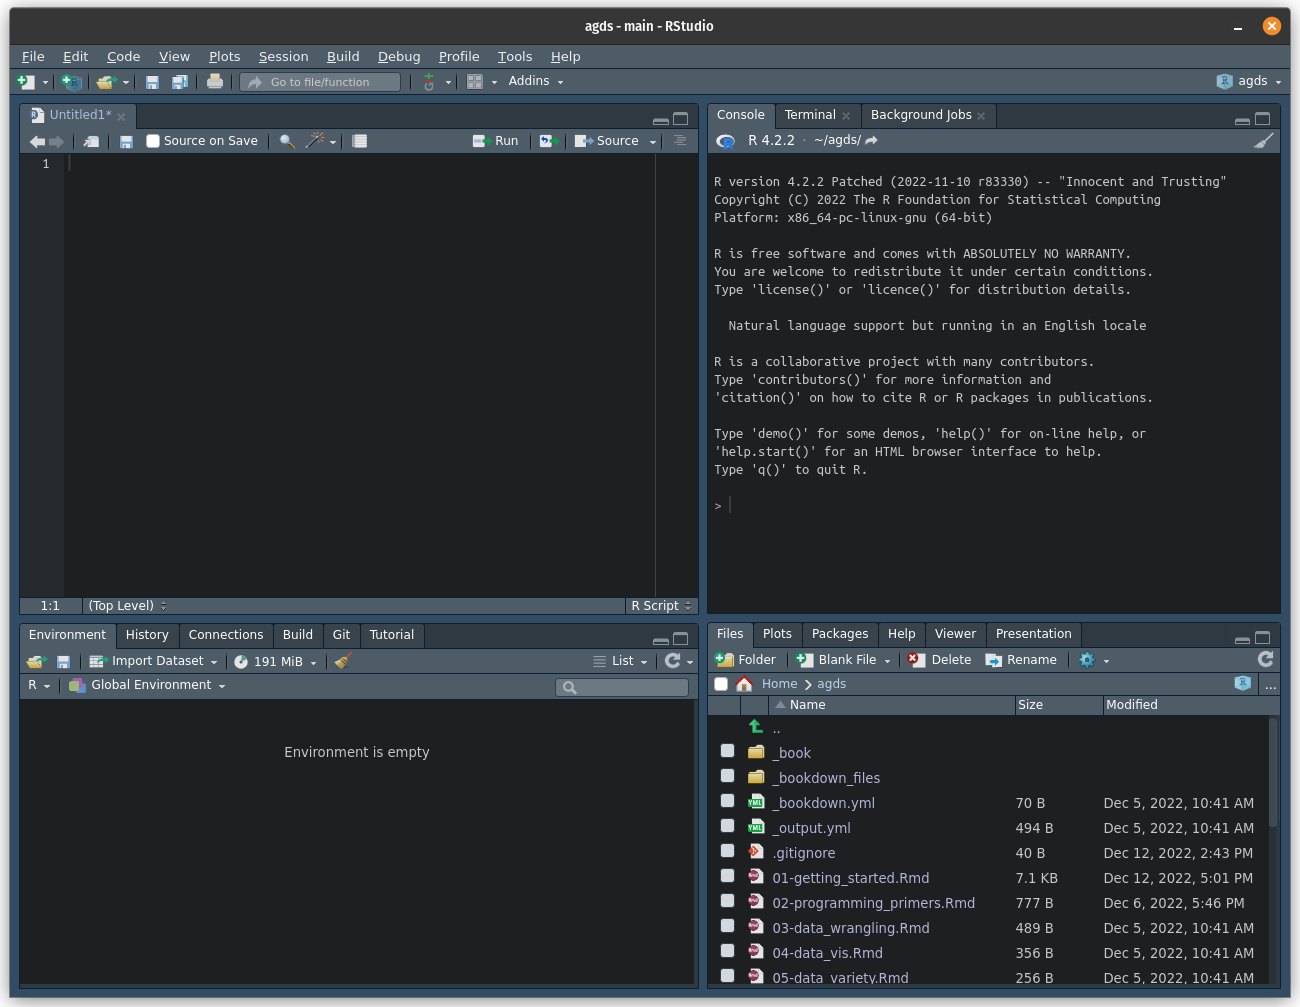 agds - main - RStudio
File Edit Code View Plots Session Build Debug Profile Tools Help
Go to file/function Addins agds
Untitled1*
Source on Save Run Source
1
1:1 (Top Level) R Script
Console Terminal Background Jobs
R 4.2.2 · ~/agds/
R version 4.2.2 Patched (2022-11-10 r83330) -- "Innocent and Trusting"
Copyright (C) 2022 The R Foundation for Statistical Computing
Platform: x86_64-pc-linux-gnu (64-bit)
R is free software and comes with ABSOLUTELY NO WARRANTY.
You are welcome to redistribute it under certain conditions.
Type 'license()' or 'licence()' for distribution details.
Natural language support but running in an English locale
R is a collaborative project with many contributors.
Type 'contributors()' for more information and
'citation()' on how to cite R or R packages in publications.
Type 'demo()' for some demos, 'help()' for on-line help, or
'help.start()' for an HTML browser interface to help.
Type 'q()' to quit R.
>
Environment History Connections Build Git Tutorial
Import Dataset 191 MiB List
R Global Environment
Environment is empty
Files Plots Packages Help Viewer Presentation
Folder Blank File Delete Rename
Home agds ...
Name Size Modified
..
_book
_bookdown_files
_bookdown.yml 70 B Dec 5, 2022, 10:41 AM
_output.yml 494 B Dec 5, 2022, 10:41 AM
.gitignore 40 B Dec 12, 2022, 2:43 PM
01-getting_started.Rmd 7.1 KB Dec 12, 2022, 5:01 PM
02-programming_primers.Rmd 777 B Dec 6, 2022, 5:46 PM
03-data_wrangling.Rmd 489 B Dec 5, 2022, 10:41 AM
04-data_vis.Rmd 356 B Dec 5, 2022, 10:41 AM
05-data_variety.Rmd 256 B Dec 5, 2022, 10:41 AM